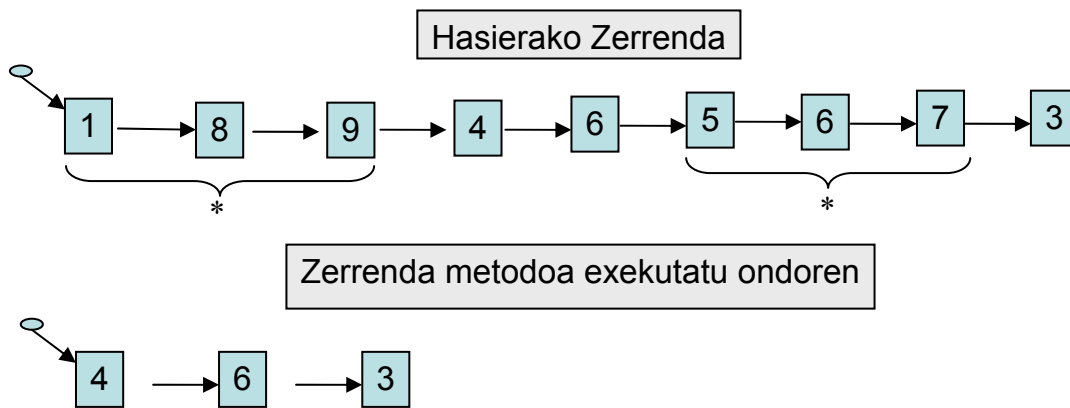 Hasierako Zerrenda
1 8 9 4 6 5 6 7 3
* *
Zerrenda metodoa exekutatu ondoren
4 6 3